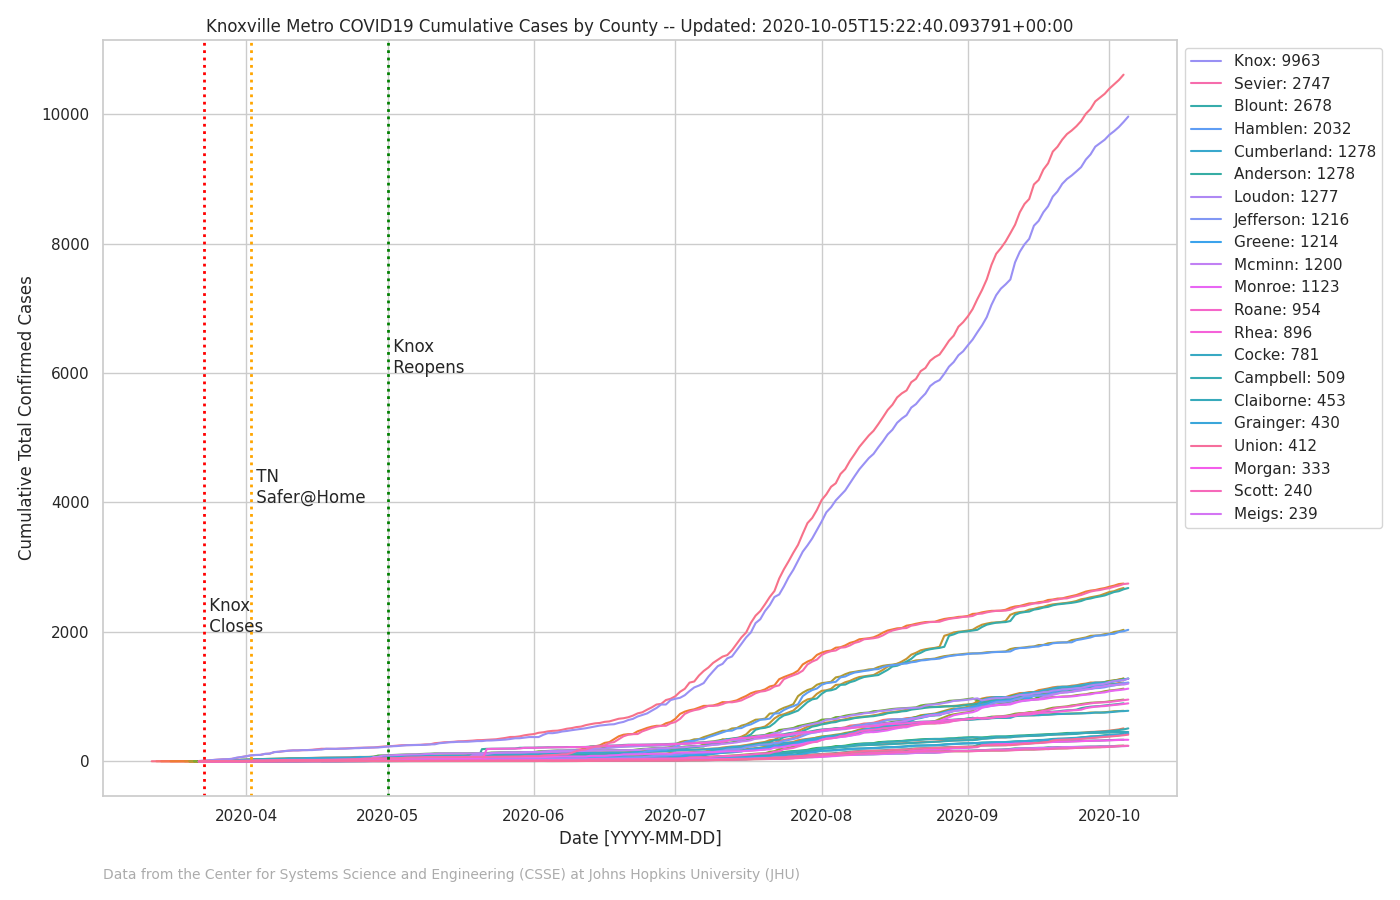 Knoxville Metro COVID19 Cumulative Cases by County -- Updated: 2020-10-05T15:22:40.093791+00:00
Cumulative Total Confirmed Cases
10000
8000
6000
4000
2000
0
Knox
Reopens
TN
Safer@Home
Knox
Closes
2020-04
2020-05
2020-06
2020-07
2020-08
2020-09
2020-10
Date [YYYY-MM-DD]
Knox: 9963
Sevier: 2747
Blount: 2678
Hamblen: 2032
Cumberland: 1278
Anderson: 1278
Loudon: 1277
Jefferson: 1216
Greene: 1214
Mcminn: 1200
Monroe: 1123
Roane: 954
Rhea: 896
Cocke: 781
Campbell: 509
Claiborne: 453
Grainger: 430
Union: 412
Morgan: 333
Scott: 240
Meigs: 239
Data from the Center for Systems Science and Engineering (CSSE) at Johns Hopkins University (JHU)